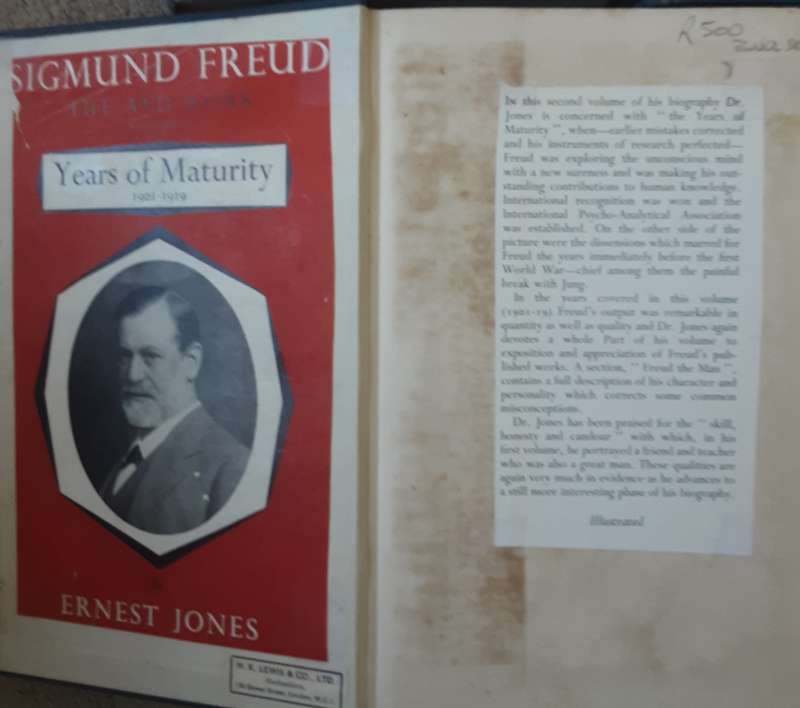 SIGMUND FREUD
LIFE AND WORK
Years of Maturity
1901-1919
ERNEST JONES
H. K. LEWIS & CO., LTD.
R500
In this second volume of his biography Dr.
Jones is concerned with "the Years of
Maturity", when—earlier mistakes corrected
and his instruments of research perfected—
Freud was exploring the unconscious mind
with a new sureness and was making his out-
standing contributions to human knowledge.
International recognition was won and the
International Psycho-Analytical Association
was established. On the other side of the
picture were the dissensions which marred for
Freud the years immediately before the first
World War—chief among them the painful
break with Jung.
In the years covered in this volume
(1901-19) Freud's output was remarkable in
quantity as well as quality and Dr. Jones again
devotes a whole Part of his volume to
exposition and appreciation of Freud's pub-
lished works. A section, "Freud the Man",
contains a full description of his character and
personality which corrects some common
misconceptions.
Dr. Jones has been praised for the "skill,
honesty and candour" with which, in his
first volume, he portrayed a friend and teacher
who was also a great man. These qualities are
again very much in evidence as he advances to
a still more interesting phase of his biography.
Illustrated